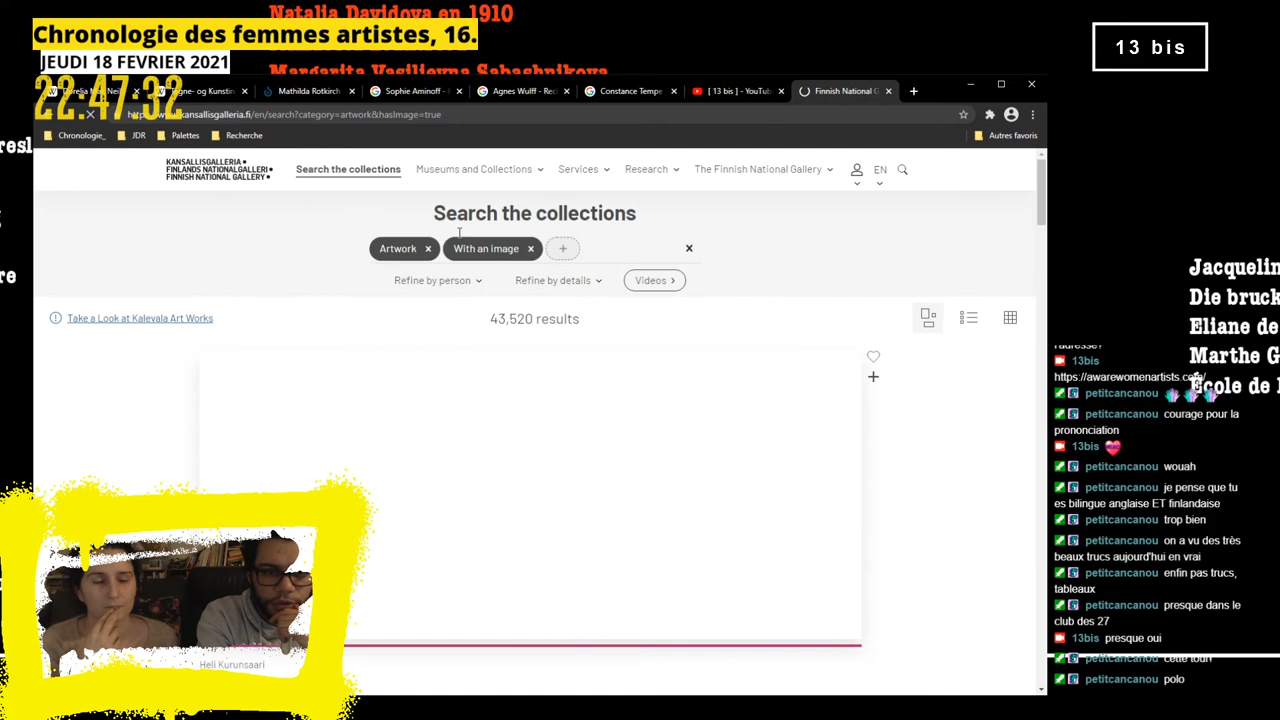 Natalia Davidova en 1910
Chronologie des femmes artistes, 16.
JEUDI 18 FEVRIER 2021
22:47:32
Margarita Vasilievna Sabashnikova
13 bis
Mathilda Rotkirch
Sophie Aminoff -
Agnes Wulff - Rec
Constance Tempe
[ 13 bis ] - YouTub
Finnish National G
kansallisgalleria.fi/en/search?category=artwork&hasImage=true
Chronologie_
JDR
Palettes
Recherche
Autres favoris
KANSALLISGALLERIA
FINLANDS NATIONALGALLERI
FINNISH NATIONAL GALLERY
Search the collections
Museums and Collections
Services
Research
The Finnish National Gallery
EN
Search the collections
Artwork
With an image
Refine by person
Refine by details
Videos
Take a Look at Kalevala Art Works
43,520 results
Heli Kurunsaari
Jacquelin
Die bruck
Eliane de
Marthe G
École de
l'adresse?
13bis
https://awarewomenartists.com/
petitcancanou
petitcancanou courage pour la
prononciation
13bis
petitcancanou wouah
petitcancanou je pense que tu
es bilingue anglaise ET finlandaise
petitcancanou trop bien
petitcancanou on a vu des très
beaux trucs aujourd'hui en vrai
petitcancanou enfin pas trucs,
tableaux
petitcancanou presque dans le
club des 27
13bis presque oui
petitcancanou cette tour
petitcancanou polo